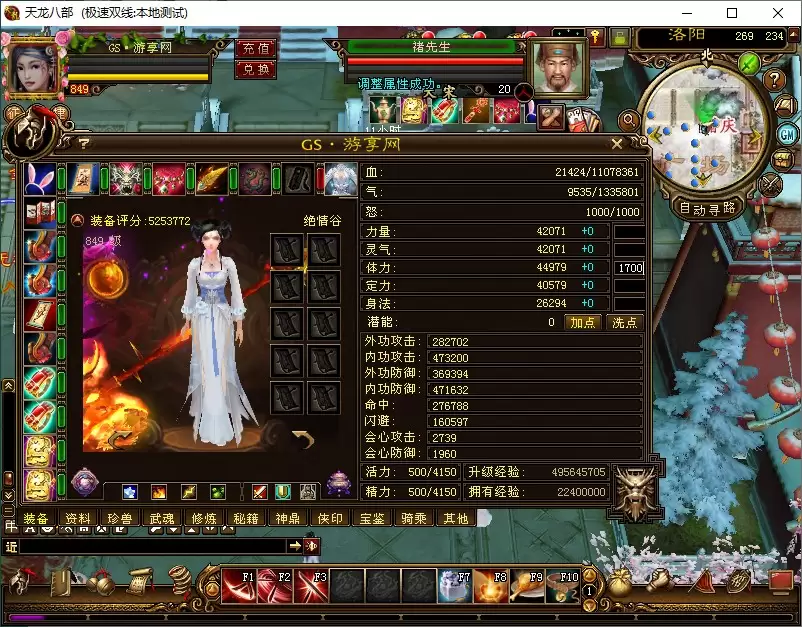 天龙八部 (极速双线:本地测试)
GS·游享网
充值
兑换
849
褚先生
调整属性成功。
20
洛阳 269 234
北
GM
自动寻路
11小时
GS·游享网
装备评分:5253772
绝情谷
849 级
血: 21424/11078361
气: 9535/1335801
怒: 1000/1000
力量: 42071 +0
灵气: 42071 +0
体力: 44979 +0 1700
定力: 40579 +0
身法: 26294 +0
潜能: 0 加点 洗点
外功攻击: 282702
内功攻击: 473200
外功防御: 369394
内功防御: 471632
命中: 276788
闪避: 160597
会心攻击: 2739
会心防御: 1960
活力: 500/4150 升级经验: 495645705
精力: 500/4150 拥有经验: 22400000
装备 资料 珍兽 武魂 修炼 秘籍 神鼎 侠印 宝鉴 骑乘 其他
近
F1 F2 F3 F7 F8 F9 F10
1